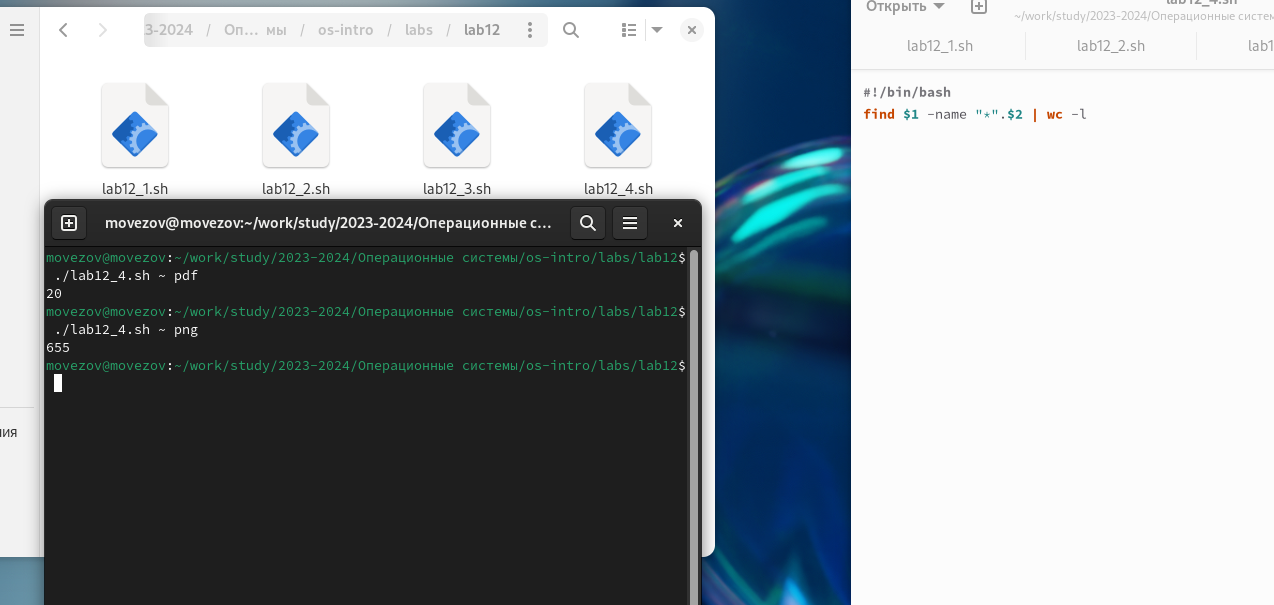 3-2024 / Оп… мы / os-intro / labs / lab12
lab12_1.sh
lab12_2.sh
lab12_3.sh
lab12_4.sh
ия
movezov@movezov:~/work/study/2023-2024/Операционные с…
movezov@movezov:~/work/study/2023-2024/Операционные системы/os-intro/labs/lab12$
./lab12_4.sh ~ pdf
20
movezov@movezov:~/work/study/2023-2024/Операционные системы/os-intro/labs/lab12$
./lab12_4.sh ~ png
655
movezov@movezov:~/work/study/2023-2024/Операционные системы/os-intro/labs/lab12$
Открыть
lab12_4.sh
~/work/study/2023-2024/Операционные систем
lab12_1.sh
lab12_2.sh
lab1
#!/bin/bash
find $1 -name "*".$2 | wc -l